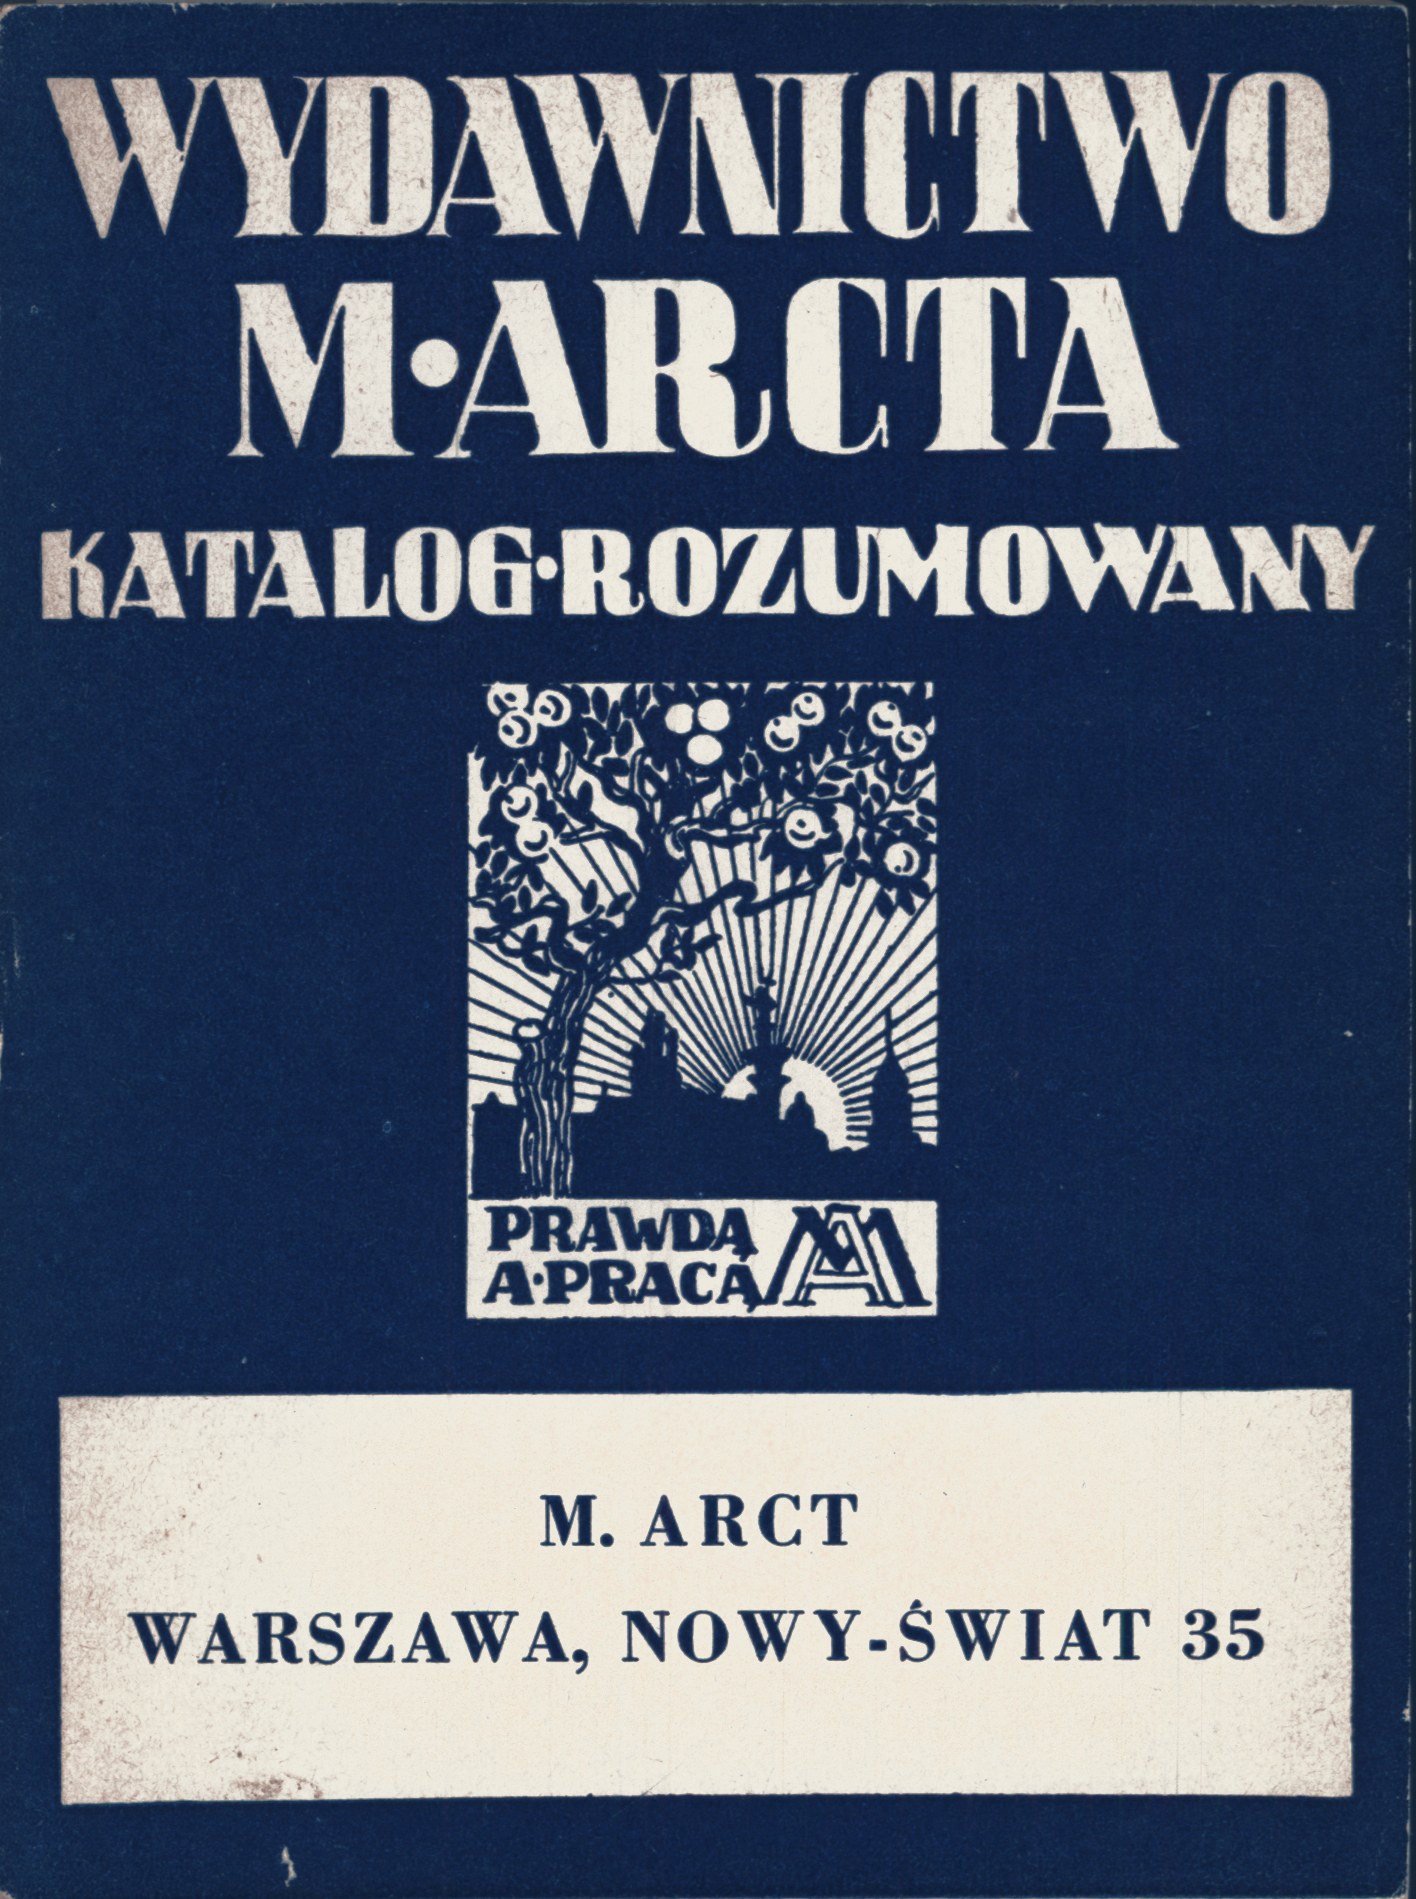 WYDAWNICTWO
M·ARCTA
KATALOG·ROZUMOWANY
PRAWDĄ
A·PRACĄ
MA
M. ARCT
WARSZAWA, NOWY-ŚWIAT 35